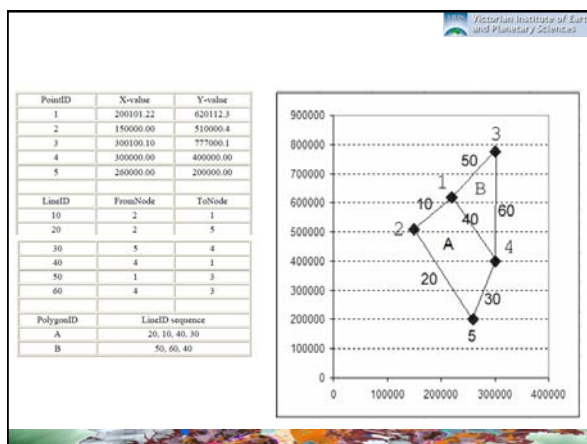 Victorian Institute of Eart
and Planetary Sciences
PointID X-value Y-value
1 200101.22 620112.3
2 150000.00 510000.4
3 300100.10 777000.1
4 300000.00 400000.00
5 260000.00 200000.00
LineID FromNode ToNode
10 2 1
20 2 5
30 5 4
40 4 1
50 1 3
60 4 3
PolygonID LineID sequence
A 20, 10, 40, 30
B 50, 60, 40
900000
800000
700000
600000
500000
400000
300000
200000
100000
0
3
50
1
B
10
40
60
2
A
4
20
30
5
0 100000 200000 300000 400000